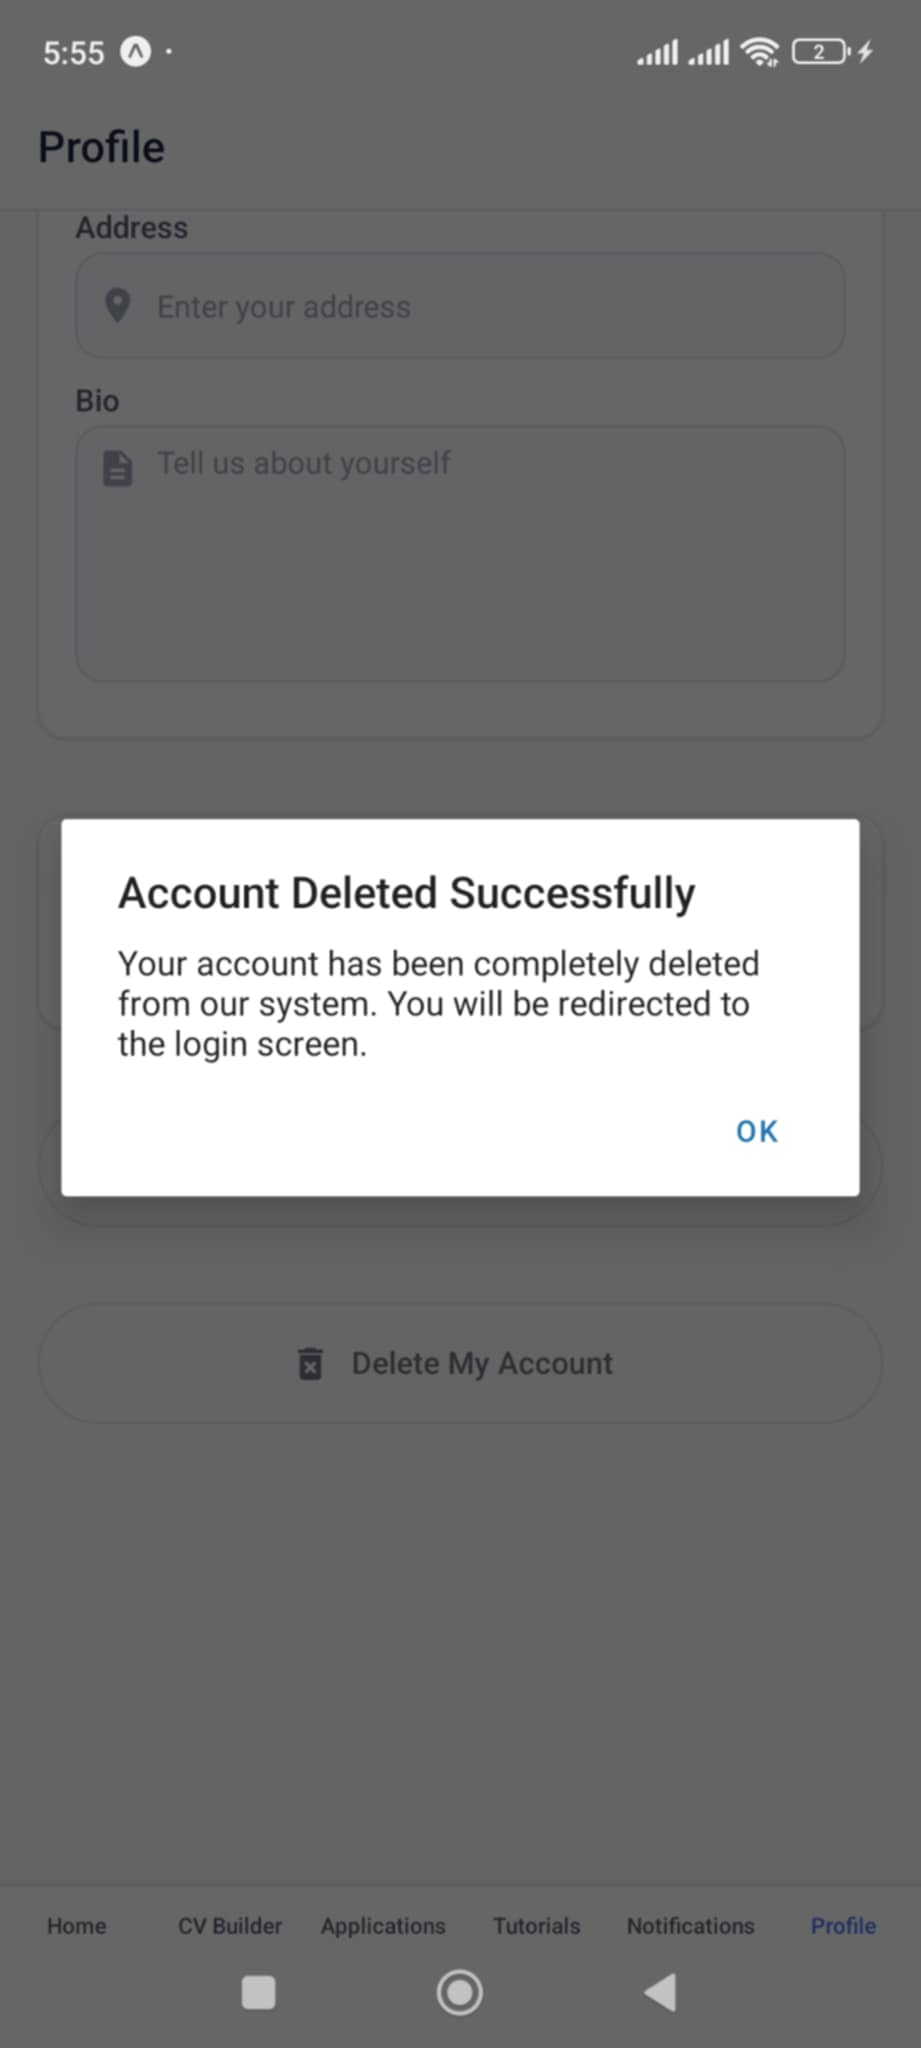 5:55
2
Profile
Address
Enter your address
Bio
Tell us about yourself
Account Deleted Successfully
Your account has been completely deleted
from our system. You will be redirected to
the login screen.
OK
Delete My Account
Home CV Builder Applications Tutorials Notifications Profile